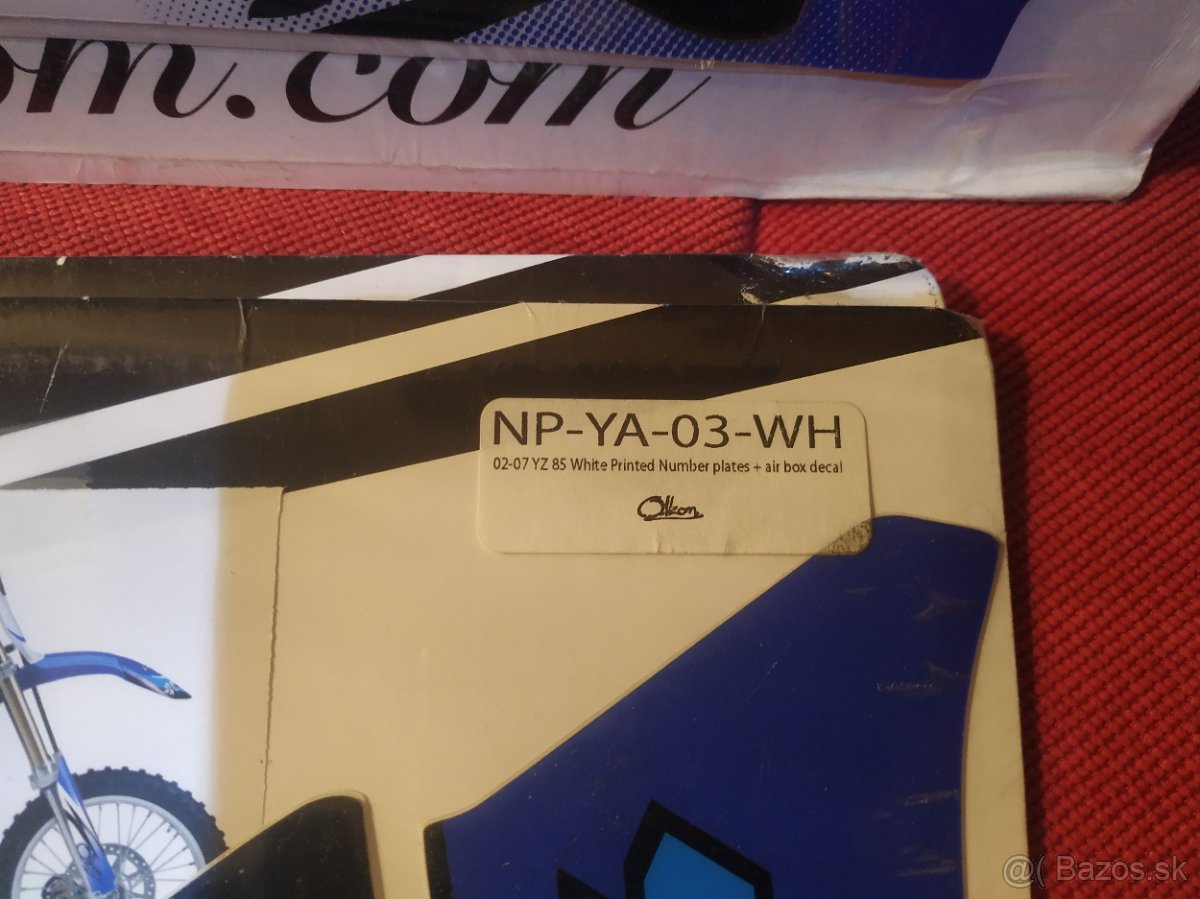 om.com
NP-YA-03-WH
02-07 YZ 85 White Printed Number plates + air box decal
Ollkom
@( Bazos.sk